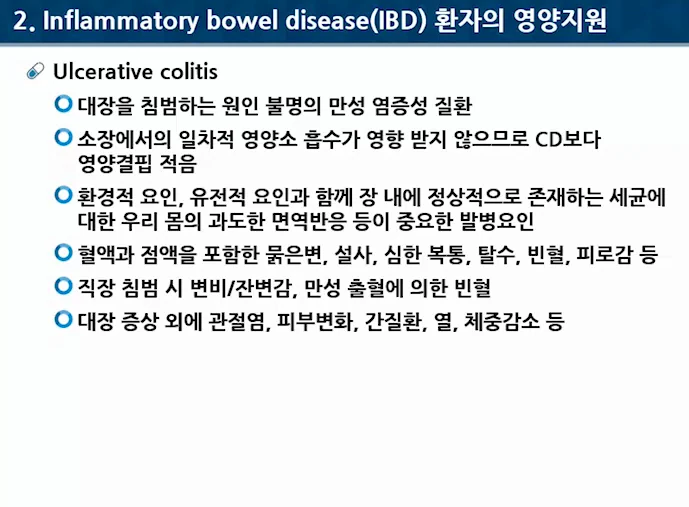 2. Inflammatory bowel disease(IBD) 환자의 영양지원
Ulcerative colitis
대장을 침범하는 원인 불명의 만성 염증성 질환
소장에서의 일차적 영양소 흡수가 영향 받지 않으므로 CD보다
영양결핍 적음
환경적 요인, 유전적 요인과 함께 장 내에 정상적으로 존재하는 세균에
대한 우리 몸의 과도한 면역반응 등이 중요한 발병요인
혈액과 점액을 포함한 묽은변, 설사, 심한 복통, 탈수, 빈혈, 피로감 등
직장 침범 시 변비/잔변감, 만성 출혈에 의한 빈혈
대장 증상 외에 관절염, 피부변화, 간질환, 열, 체중감소 등